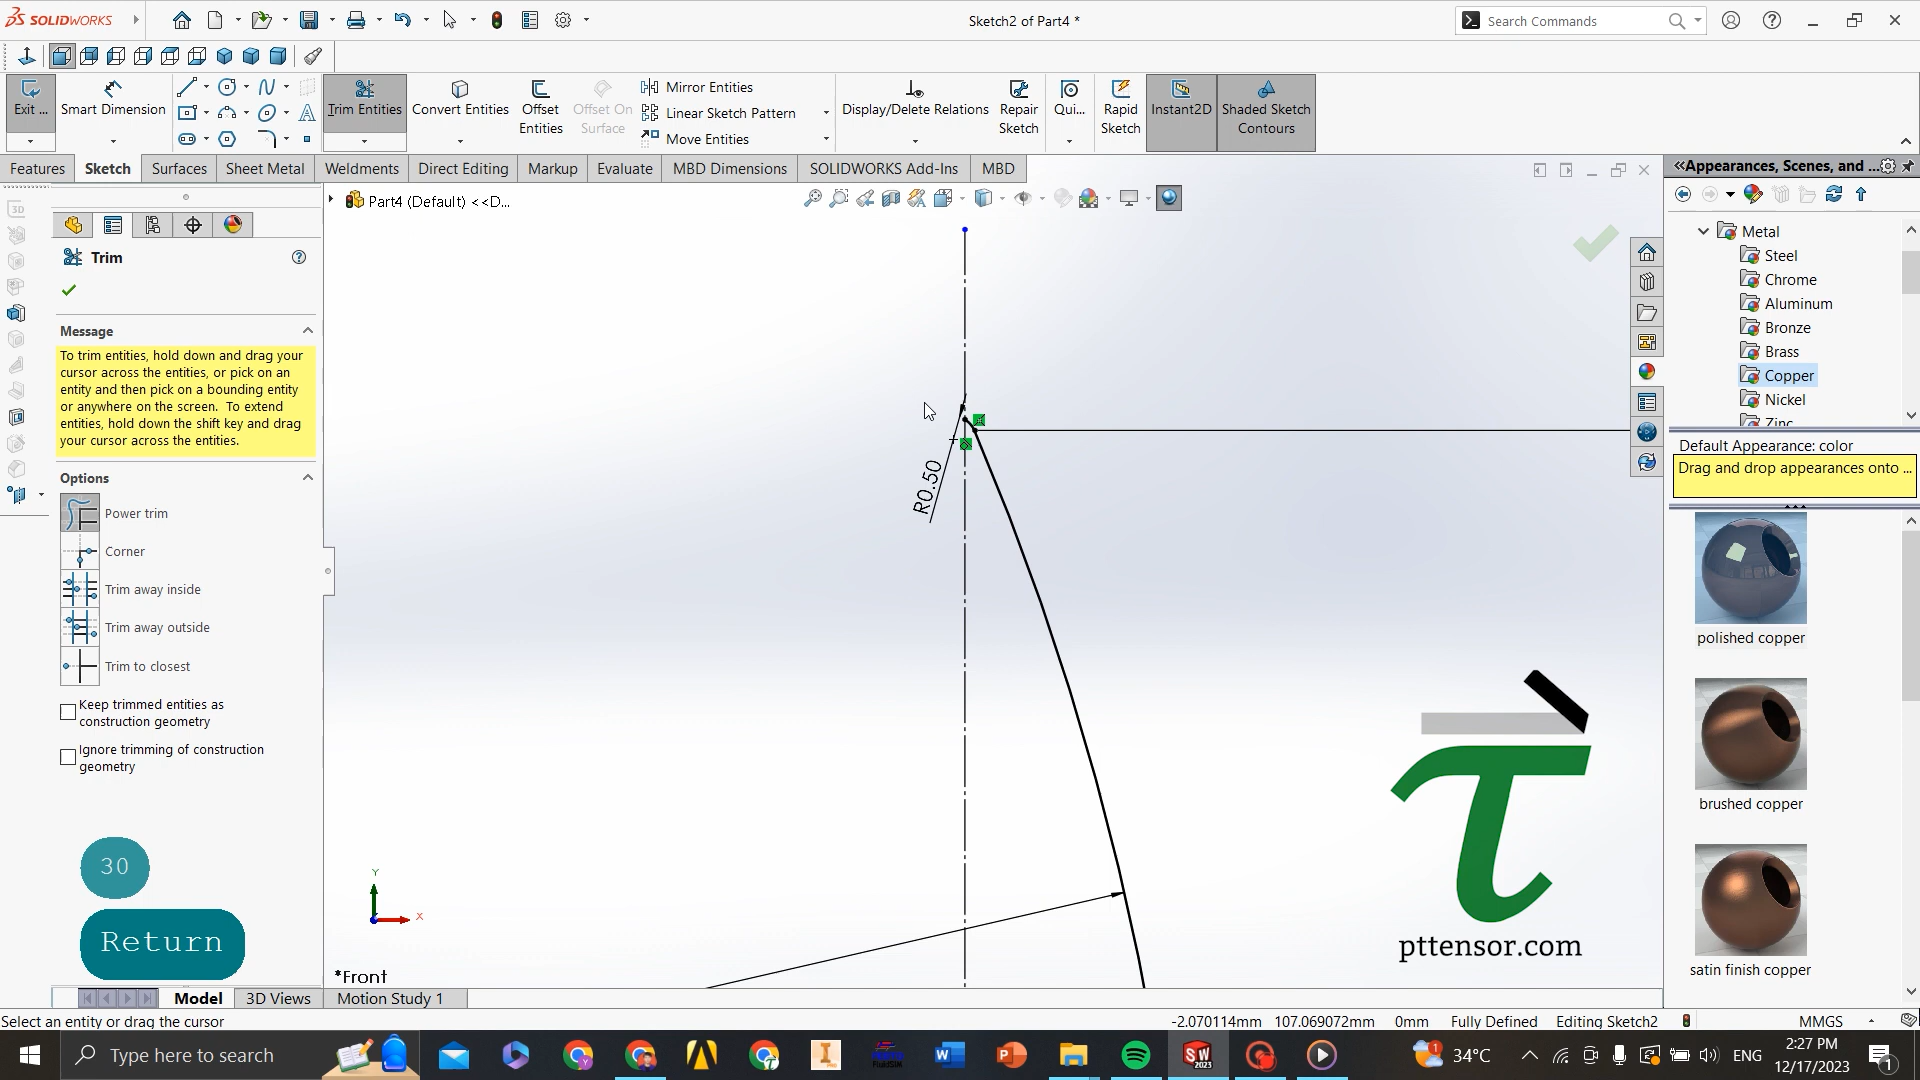 SOLIDWORKS
Sketch2 of Part4 *
Search Commands
Exit ...
Smart Dimension
Trim Entities
Convert Entities
Offset
Entities
Offset On
Surface
Mirror Entities
Linear Sketch Pattern
Move Entities
Display/Delete Relations
Repair
Sketch
Qui...
Rapid
Sketch
Instant2D
Shaded Sketch
Contours
Features
Sketch
Surfaces
Sheet Metal
Weldments
Direct Editing
Markup
Evaluate
MBD Dimensions
SOLIDWORKS Add-Ins
MBD
Part4 (Default) <<D...
Trim
Message
To trim entities, hold down and drag your
cursor across the entities, or pick on an
entity and then pick on a bounding entity
or anywhere on the screen.  To extend
entities, hold down the shift key and drag
your cursor across the entities.
Options
Power trim
Corner
Trim away inside
Trim away outside
Trim to closest
Keep trimmed entities as
construction geometry
Ignore trimming of construction
geometry
30
Return
R0.50
Y
X
*Front
τ
pttensor.com
Appearances, Scenes, and ...
Metal
Steel
Chrome
Aluminum
Bronze
Brass
Copper
Nickel
Zinc
Default Appearance: color
Drag and drop appearances onto ...
polished copper
brushed copper
satin finish copper
Model
3D Views
Motion Study 1
Select an entity or drag the cursor
-2.070114mm
107.069072mm
0mm
Fully Defined
Editing Sketch2
MMGS
Type here to search
34°C
ENG
2:27 PM
12/17/2023